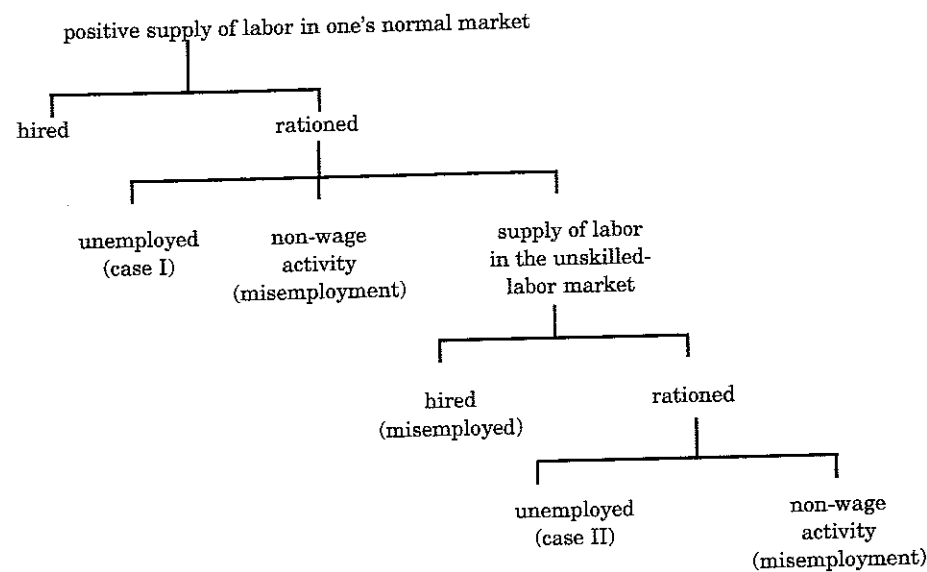 positive supply of labor in one's normal market
hired
rationed
unemployed
(case I)
non-wage
activity
(misemployment)
supply of labor
in the unskilled-
labor market
hired
(misemployed)
rationed
unemployed
(case II)
non-wage
activity
(misemployment)